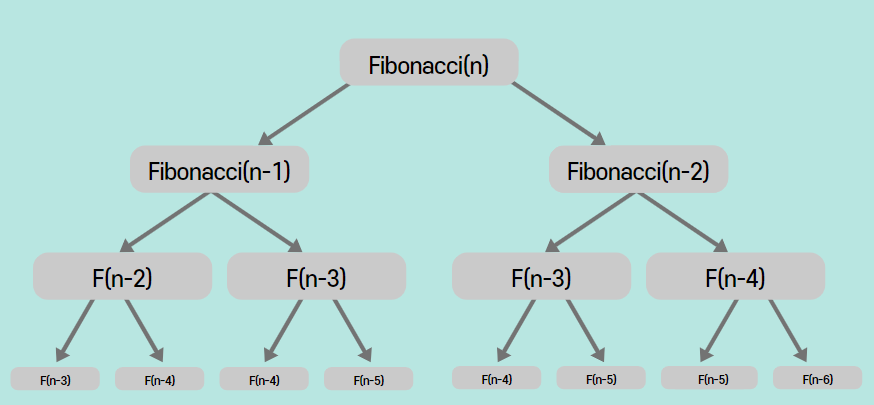 Fibonacci(n)
Fibonacci(n-1)
Fibonacci(n-2)
F(n-2)
F(n-3)
F(n-3)
F(n-4)
F(n-3)
F(n-4)
F(n-4)
F(n-5)
F(n-4)
F(n-5)
F(n-5)
F(n-6)